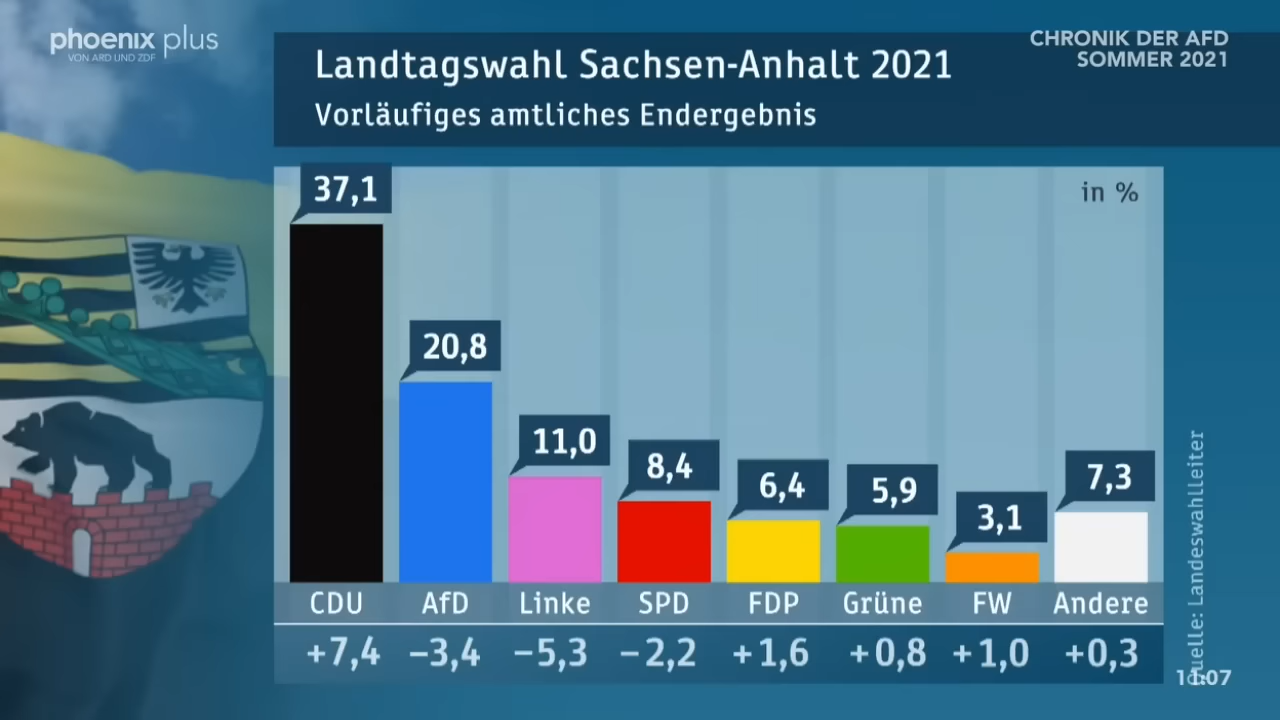 phoenix plus
VON ARD UND ZDF
CHRONIK DER AFD
SOMMER 2021
Landtagswahl Sachsen-Anhalt 2021
Vorläufiges amtliches Endergebnis
in %
37,1
20,8
11,0
8,4
6,4
5,9
3,1
7,3
CDU AfD Linke SPD FDP Grüne FW Andere
+7,4 −3,4 −5,3 −2,2 +1,6 +0,8 +1,0 +0,3
Quelle: Landeswahlleiter
11:07